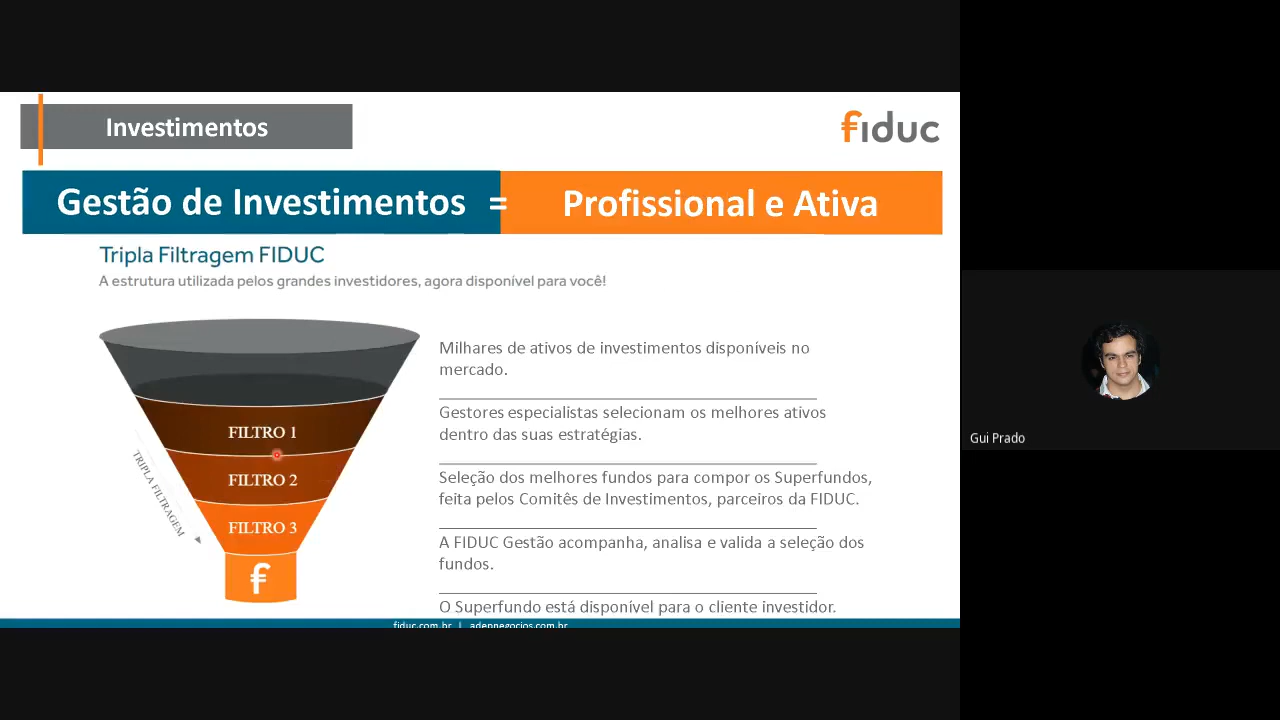 Investimentos
fiduc
Gestão de Investimentos = Profissional e Ativa
Tripla Filtragem FIDUC
A estrutura utilizada pelos grandes investidores, agora disponível para você!
Milhares de ativos de investimentos disponíveis no
mercado.
FILTRO 1
Gestores especialistas selecionam os melhores ativos
dentro das suas estratégias.
FILTRO 2
Seleção dos melhores fundos para compor os Superfundos,
feita pelos Comitês de Investimentos, parceiros da FIDUC.
FILTRO 3
A FIDUC Gestão acompanha, analisa e valida a seleção dos
fundos.
TRIPLA FILTRAGEM
O Superfundo está disponível para o cliente investidor.
fiduc.com.br | adennegocios.com.br
Gui Prado